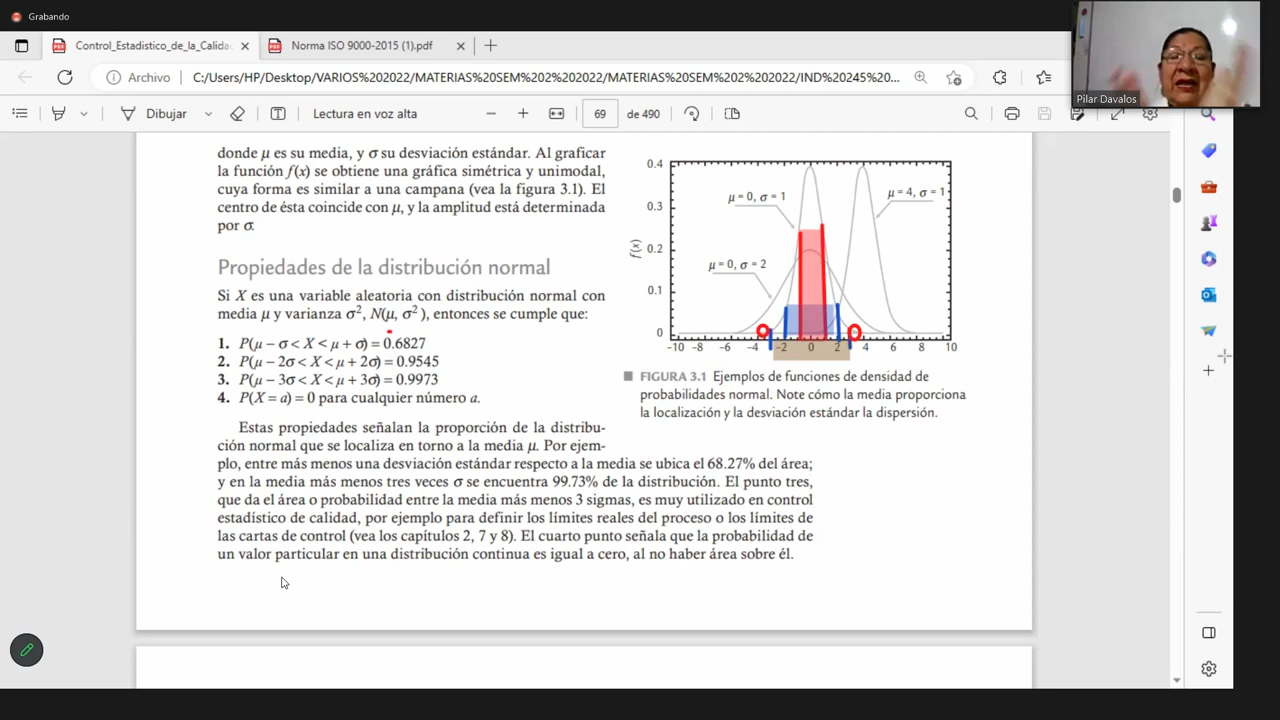 Grabando
Control_Estadistico_de_la_Calida
Norma ISO 9000-2015 (1).pdf
Archivo
C:/Users/HP/Desktop/VARIOS%202022/MATERIAS%20SEM%202%202022/MATERIAS%20SEM%202%202022/IND%20245%20...
Pilar Davalos
Dibujar
Lectura en voz alta
69
de 490
donde μ es su media, y σ su desviación estándar. Al graficar
la función f(x) se obtiene una gráfica simétrica y unimodal,
cuya forma es similar a una campana (vea la figura 3.1). El
centro de ésta coincide con μ, y la amplitud está determinada
por σ.
Propiedades de la distribución normal
Si X es una variable aleatoria con distribución normal con
media μ y varianza σ², N(μ, σ²), entonces se cumple que:
1. P(μ − σ < X < μ + σ) = 0.6827
2. P(μ − 2σ < X < μ + 2σ) = 0.9545
3. P(μ − 3σ < X < μ + 3σ) = 0.9973
4. P(X = a) = 0 para cualquier número a.
Estas propiedades señalan la proporción de la distribu-
ción normal que se localiza en torno a la media μ. Por ejem-
plo, entre más menos una desviación estándar respecto a la media se ubica el 68.27% del área;
y en la media más menos tres veces σ se encuentra 99.73% de la distribución. El punto tres,
que da el área o probabilidad entre la media más menos 3 sigmas, es muy utilizado en control
estadístico de calidad, por ejemplo para definir los límites reales del proceso o los límites de
las cartas de control (vea los capítulos 2, 7 y 8). El cuarto punto señala que la probabilidad de
un valor particular en una distribución continua es igual a cero, al no haber área sobre él.
0.4
0.3
0.2
0.1
0
f(x)
μ = 0, σ = 1
μ = 4, σ = 1
μ = 0, σ = 2
−10 −8 −6 −4 −2 0 2 4 6 8 10
FIGURA 3.1 Ejemplos de funciones de densidad de
probabilidades normal. Note cómo la media proporciona
la localización y la desviación estándar la dispersión.